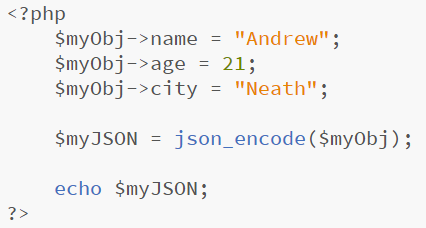 <?php
    $myObj->name = "Andrew";
    $myObj->age = 21;
    $myObj->city = "Neath";

    $myJSON = json_encode($myObj);

    echo $myJSON;
?>